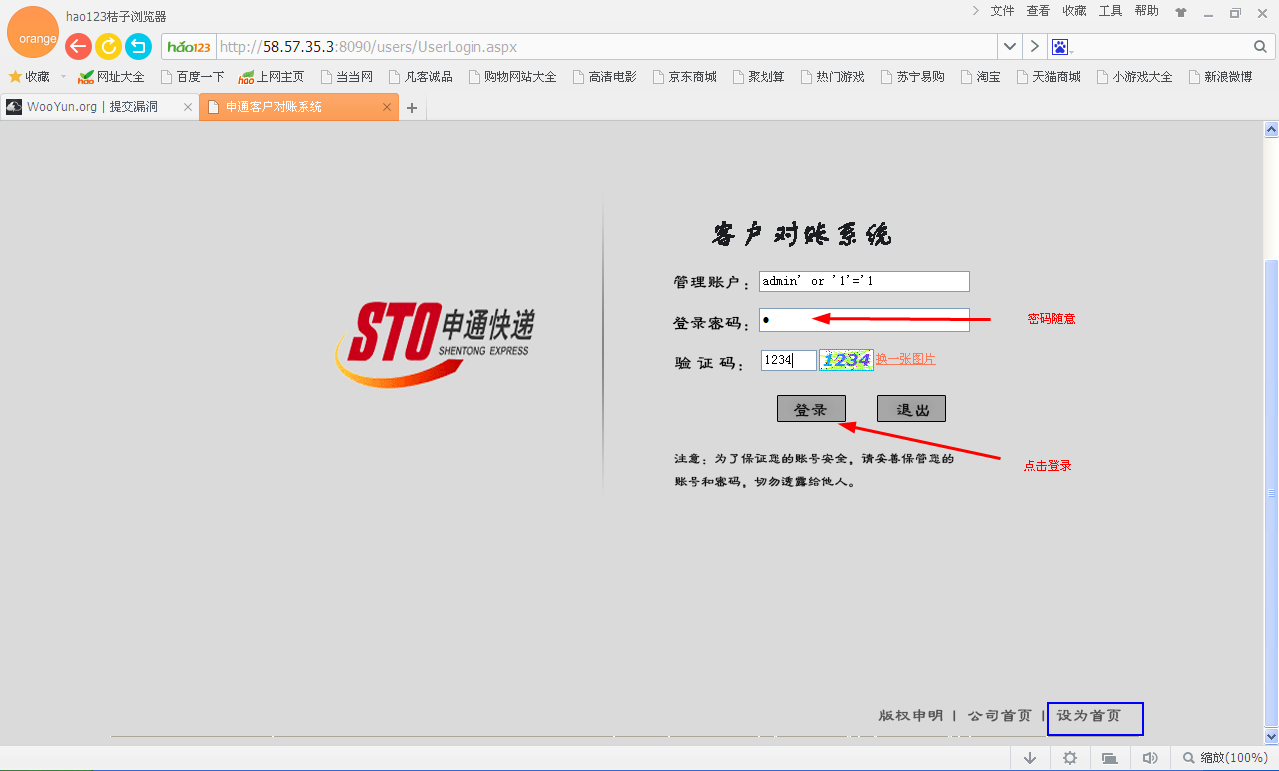 orange
hao123桔子浏览器
文件 查看 收藏 工具 帮助
hao123 http://58.57.35.3:8090/users/UserLogin.aspx
收藏 网址大全 百度一下 上网主页 当当网 凡客诚品 购物网站大全 高清电影 京东商城 聚划算 热门游戏 苏宁易购 淘宝 天猫商城 小游戏大全 新浪微博
WooYun.org | 提交漏洞 申通客户对账系统
客户对账系统
管理账户： admin' or '1'='1
登录密码： 密码随意
验证码： 1234 1234 换一张图片
登录 退出
STO申通快递
SHENTONG EXPRESS
注意：为了保证您的账号安全，请妥善保管您的
账号和密码，切勿透露给他人。
点击登录
版权申明 | 公司首页 | 设为首页
缩放(100%)